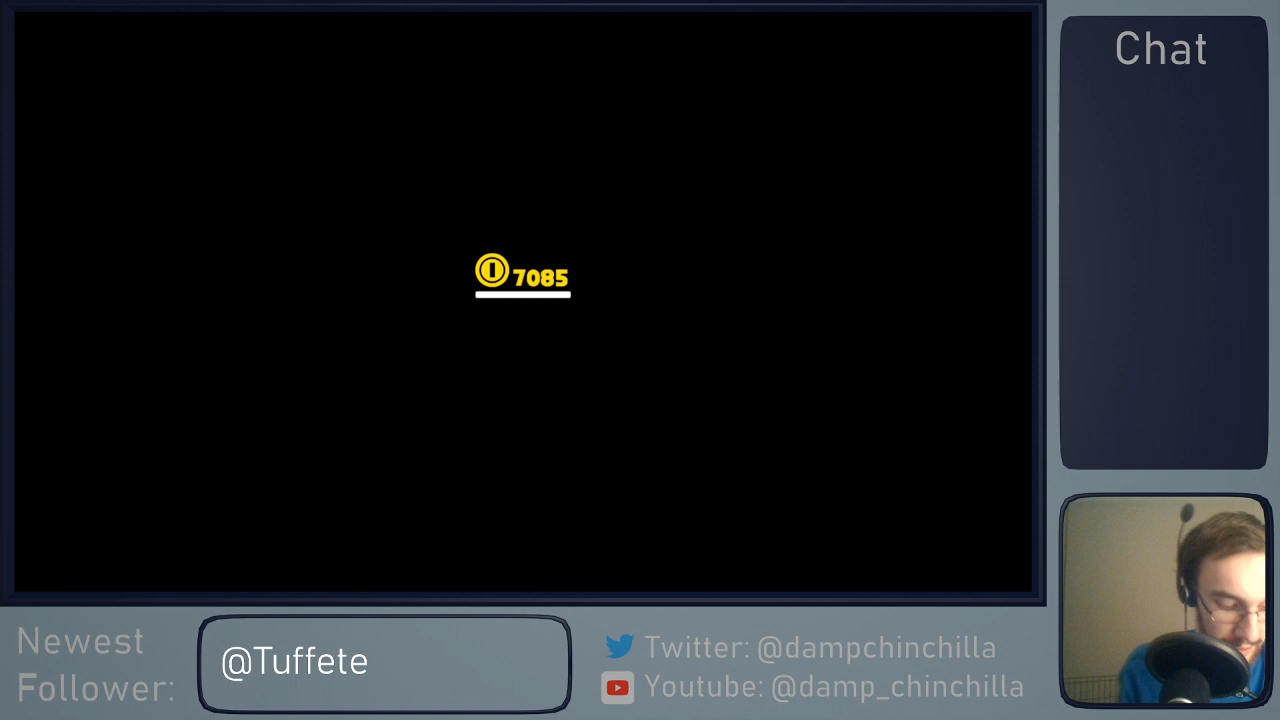 Chat
7085
Newest
Follower:
@Tuffete
Twitter: @dampchinchilla
Youtube: @damp_chinchilla